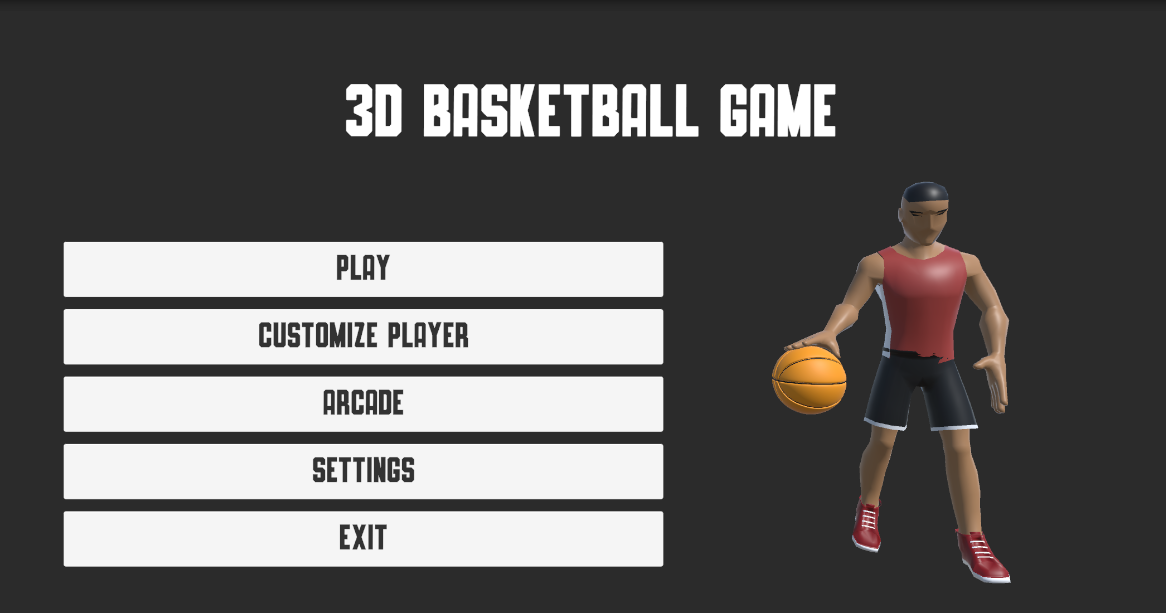 3D BASKETBALL GAME
PLAY
CUSTOMIZE PLAYER
ARCADE
SETTINGS
EXIT